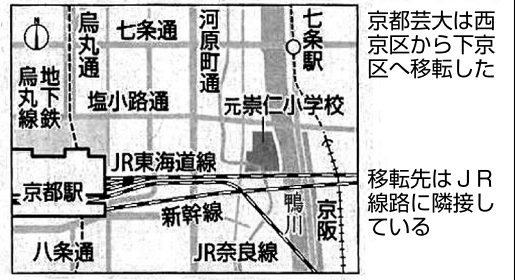 烏丸通
七条通
河原町通
七条駅
地下鉄
烏丸線
塩小路通
元崇仁小学校
JR東海道線
京都駅
新幹線
鴨川
京阪
八条通
JR奈良線
京都芸大は西
京区から下京
区へ移転した
移転先はＪＲ
線路に隣接し
ている